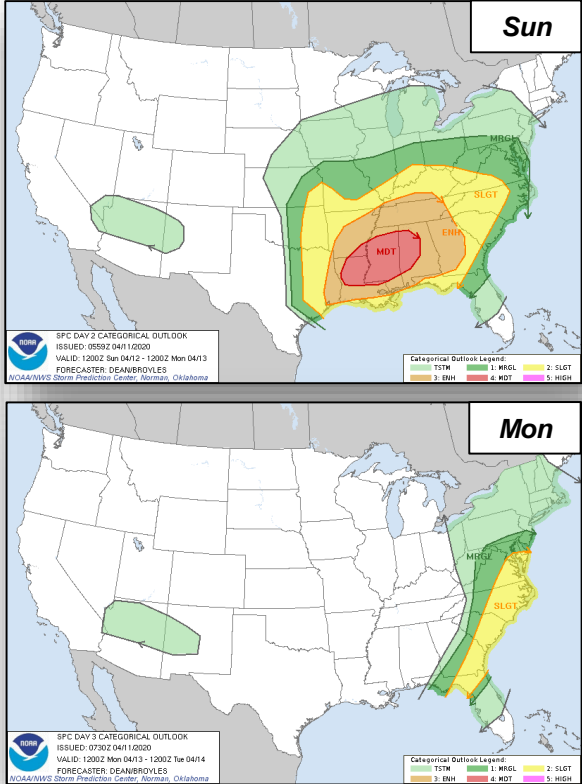 Sun
MRGL
SLGT
ENH
MDT
NOAA
SPC DAY 2 CATEGORICAL OUTLOOK
ISSUED: 0559Z 04/11/2020
VALID: 1200Z Sun 04/12 - 1200Z Mon 04/13
FORECASTER: DEAN/BROYLES
NOAA/NWS Storm Prediction Center, Norman, Oklahoma
Categorical Outlook Legend:
TSTM 1: MRGL 2: SLGT
3: ENH 4: MDT 5: HIGH
Mon
MRGL
SLGT
NOAA
SPC DAY 3 CATEGORICAL OUTLOOK
ISSUED: 0730Z 04/11/2020
VALID: 1200Z Mon 04/13 - 1200Z Tue 04/14
FORECASTER: DEAN/BROYLES
NOAA/NWS Storm Prediction Center, Norman, Oklahoma
Categorical Outlook Legend:
TSTM 1: MRGL 2: SLGT
3: ENH 4: MDT 5: HIGH